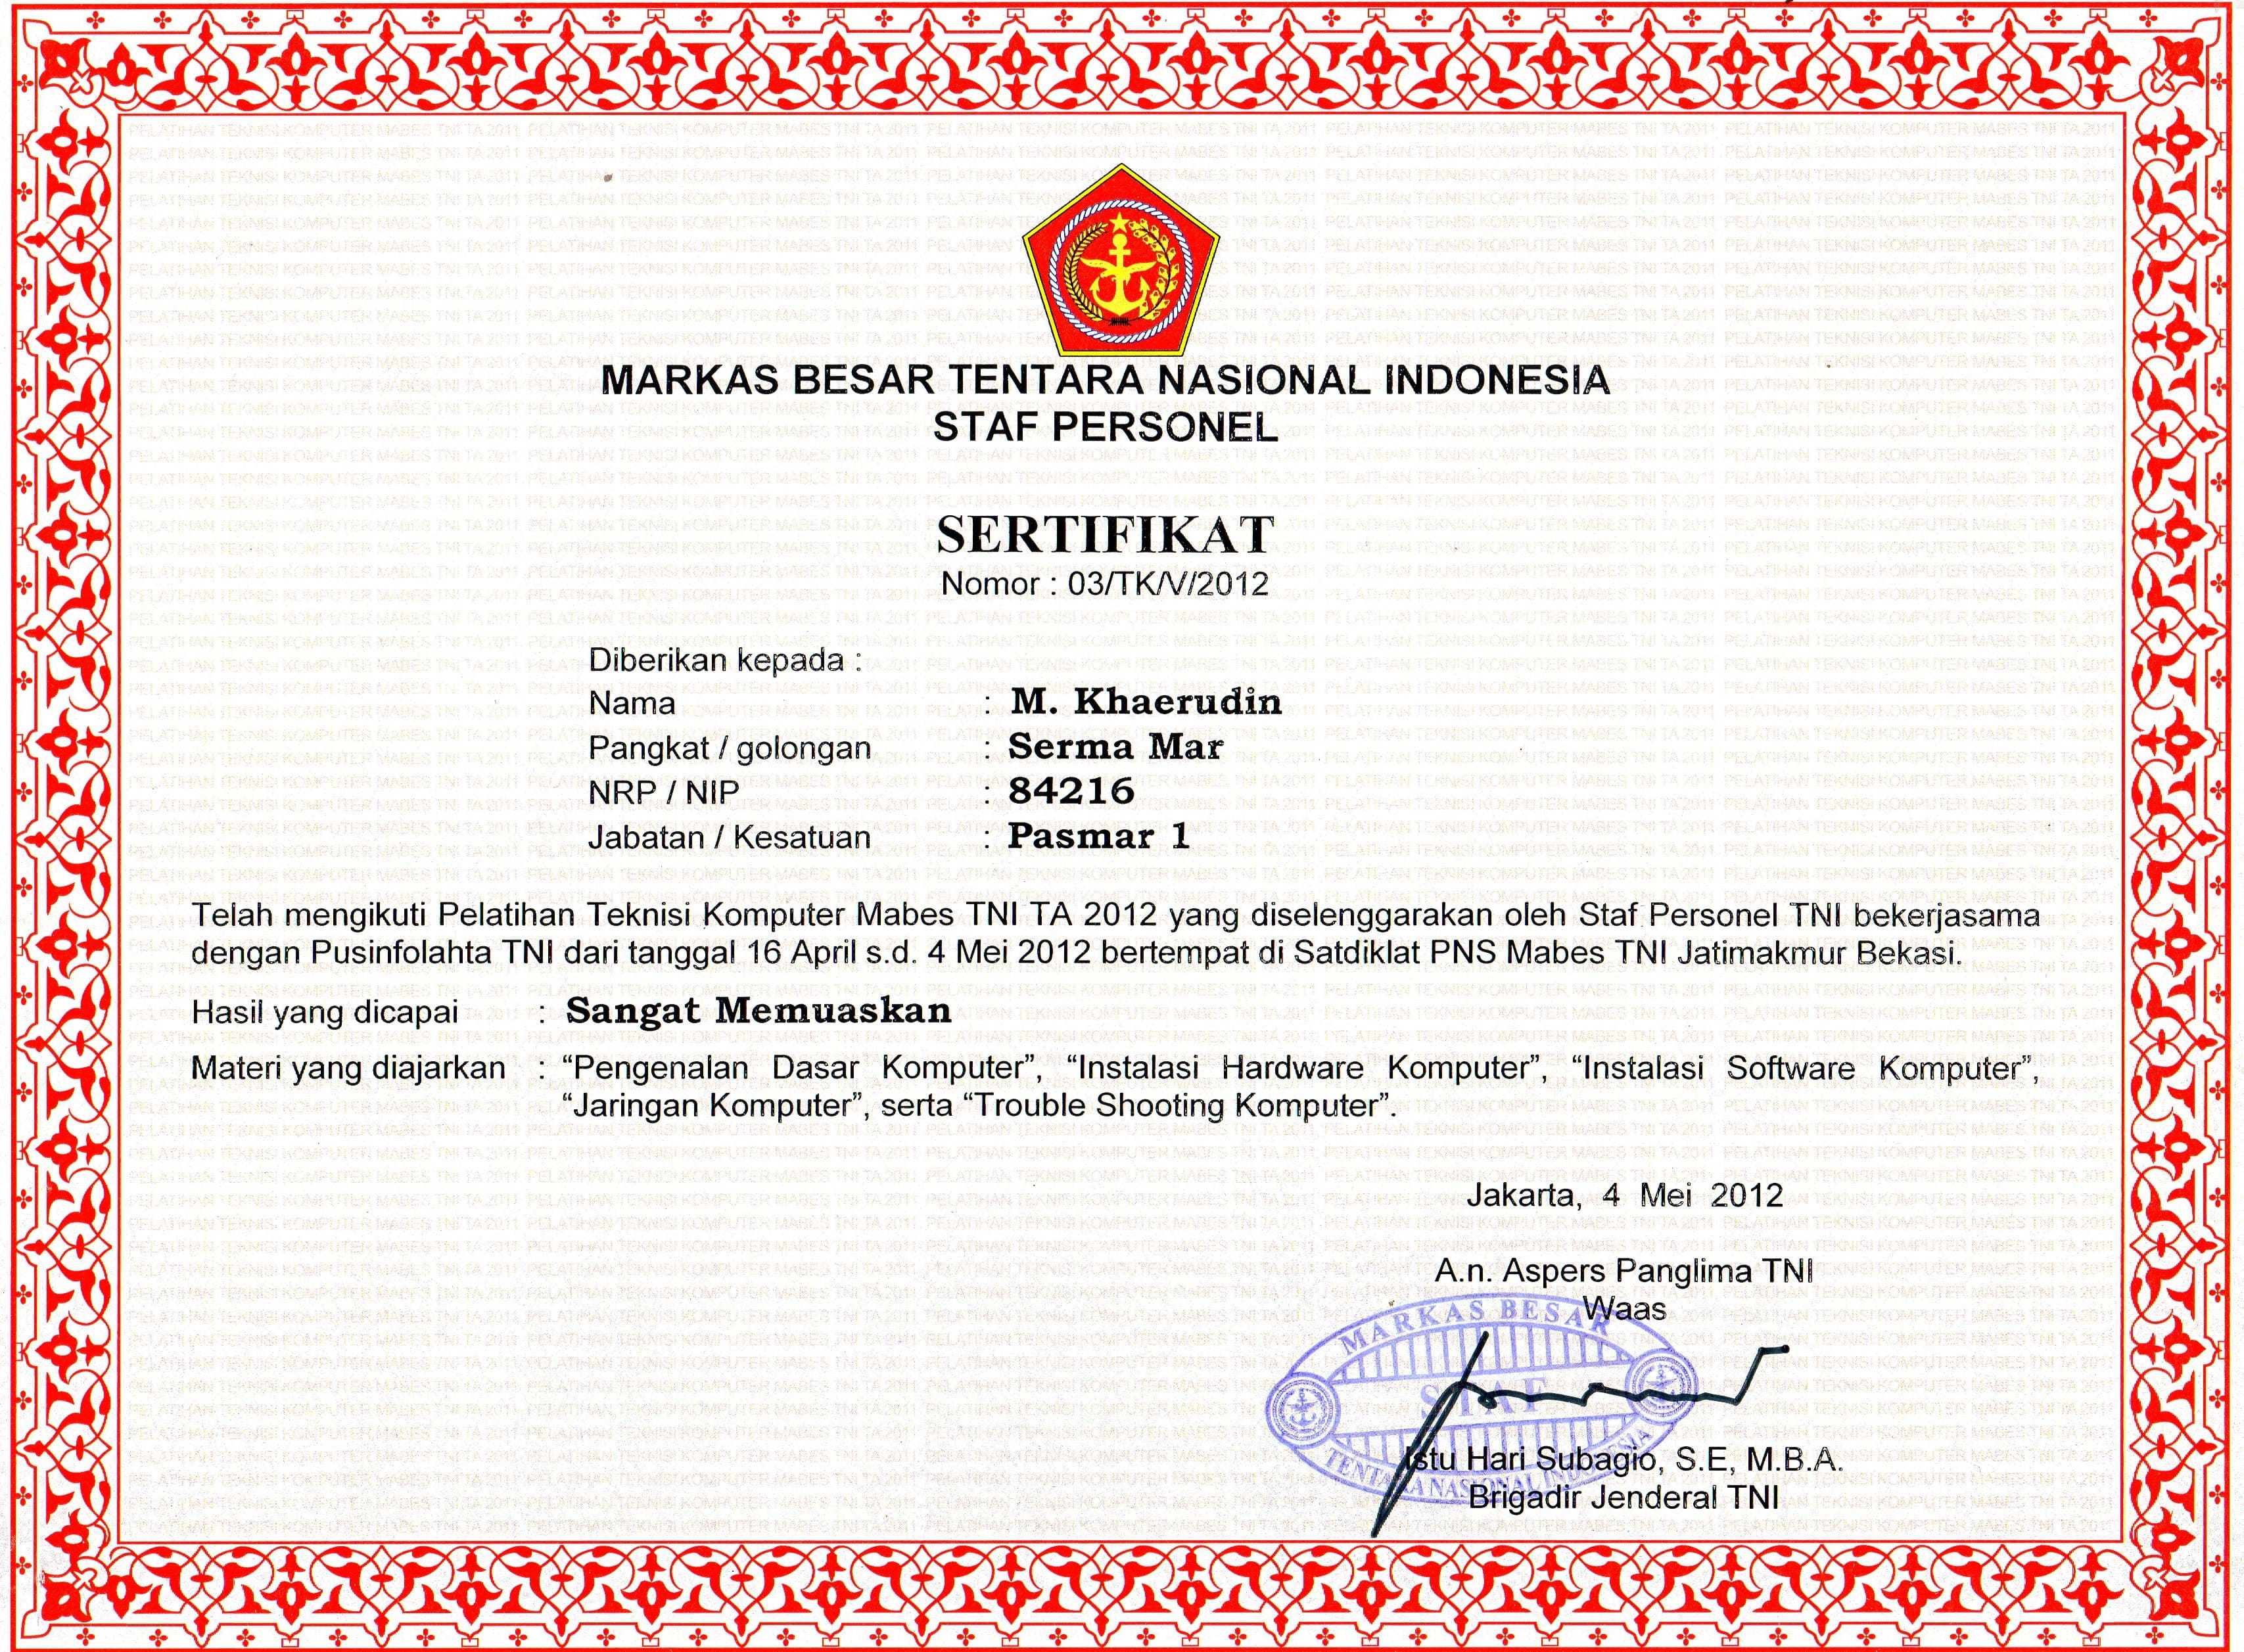 MARKAS BESAR TENTARA NASIONAL INDONESIA
STAF PERSONEL
SERTIFIKAT
Nomor : 03/TK/V/2012
Diberikan kepada :
Nama : M. Khaerudin
Pangkat / golongan : Serma Mar
NRP / NIP : 84216
Jabatan / Kesatuan : Pasmar 1
Telah mengikuti Pelatihan Teknisi Komputer Mabes TNI TA 2012 yang diselenggarakan oleh Staf Personel TNI bekerjasama
dengan Pusinfolahta TNI dari tanggal 16 April s.d. 4 Mei 2012 bertempat di Satdiklat PNS Mabes TNI Jatimakmur Bekasi.
Hasil yang dicapai : Sangat Memuaskan
Materi yang diajarkan : “Pengenalan Dasar Komputer”, “Instalasi Hardware Komputer”, “Instalasi Software Komputer”,
“Jaringan Komputer”, serta “Trouble Shooting Komputer”.
Jakarta, 4 Mei 2012
A.n. Aspers Panglima TNI
Waas
MARKAS BESAR
STAF
TENTARA NASIONAL INDONESIA
Istu Hari Subagio, S.E, M.B.A.
Brigadir Jenderal TNI
PELATIHAN TEKNISI KOMPUTER MABES TNI TA 2011